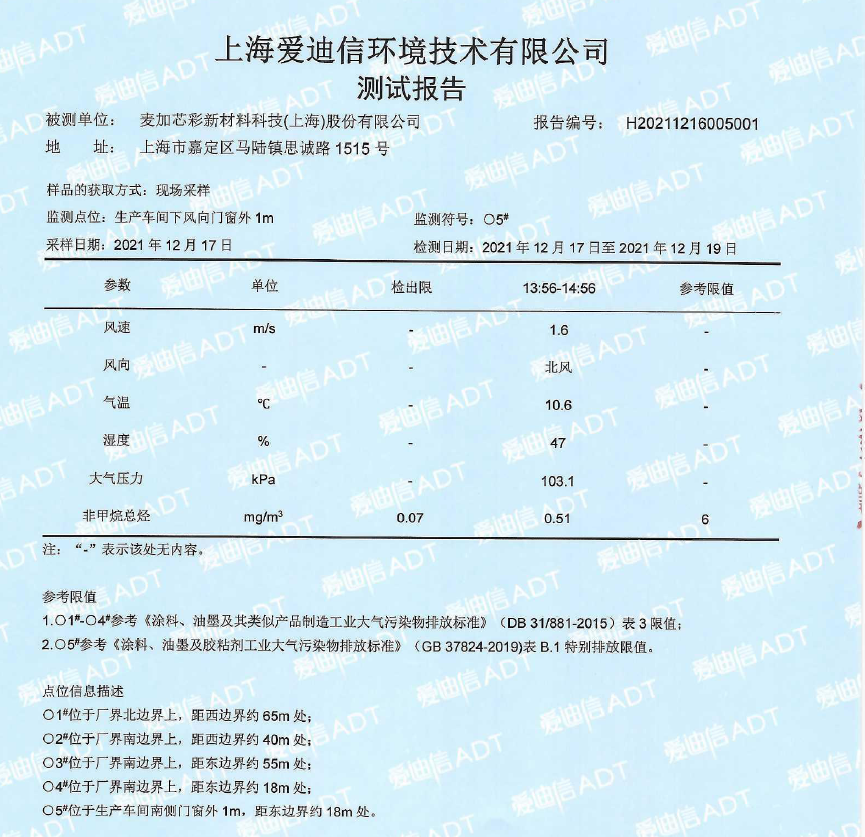 上海爱迪信环境技术有限公司
测试报告
被测单位： 麦加芯彩新材料科技(上海)股份有限公司 报告编号： H20211216005001
地 址： 上海市嘉定区马陆镇思诚路 1515 号
样品的获取方式：现场采样
监测点位：生产车间下风向门窗外 1m 监测符号：○5#
采样日期：2021 年 12 月 17 日 检测日期：2021 年 12 月 17 日至 2021 年 12 月 19 日
参数 单位 检出限 13:56-14:56 参考限值
风速 m/s - 1.6 -
风向 - - 北风 -
气温 ℃ - 10.6 -
湿度 % - 47 -
大气压力 kPa - 103.1 -
非甲烷总烃 mg/m³ 0.07 0.51 6
注：“-”表示该处无内容。
参考限值
1.○1#-○4#参考《涂料、油墨及其类似产品制造工业大气污染物排放标准》（DB 31/881-2015）表 3 限值；
2.○5#参考《涂料、油墨及胶粘剂工业大气污染物排放标准》（GB 37824-2019)表 B.1 特别排放限值。
点位信息描述
○1#位于厂界北边界上，距西边界约 65m 处；
○2#位于厂界南边界上，距西边界约 40m 处；
○3#位于厂界南边界上，距东边界约 55m 处；
○4#位于厂界南边界上，距东边界约 18m 处；
○5#位于生产车间南侧门窗外 1m，距东边界约 18m 处。
爱迪信 ADT